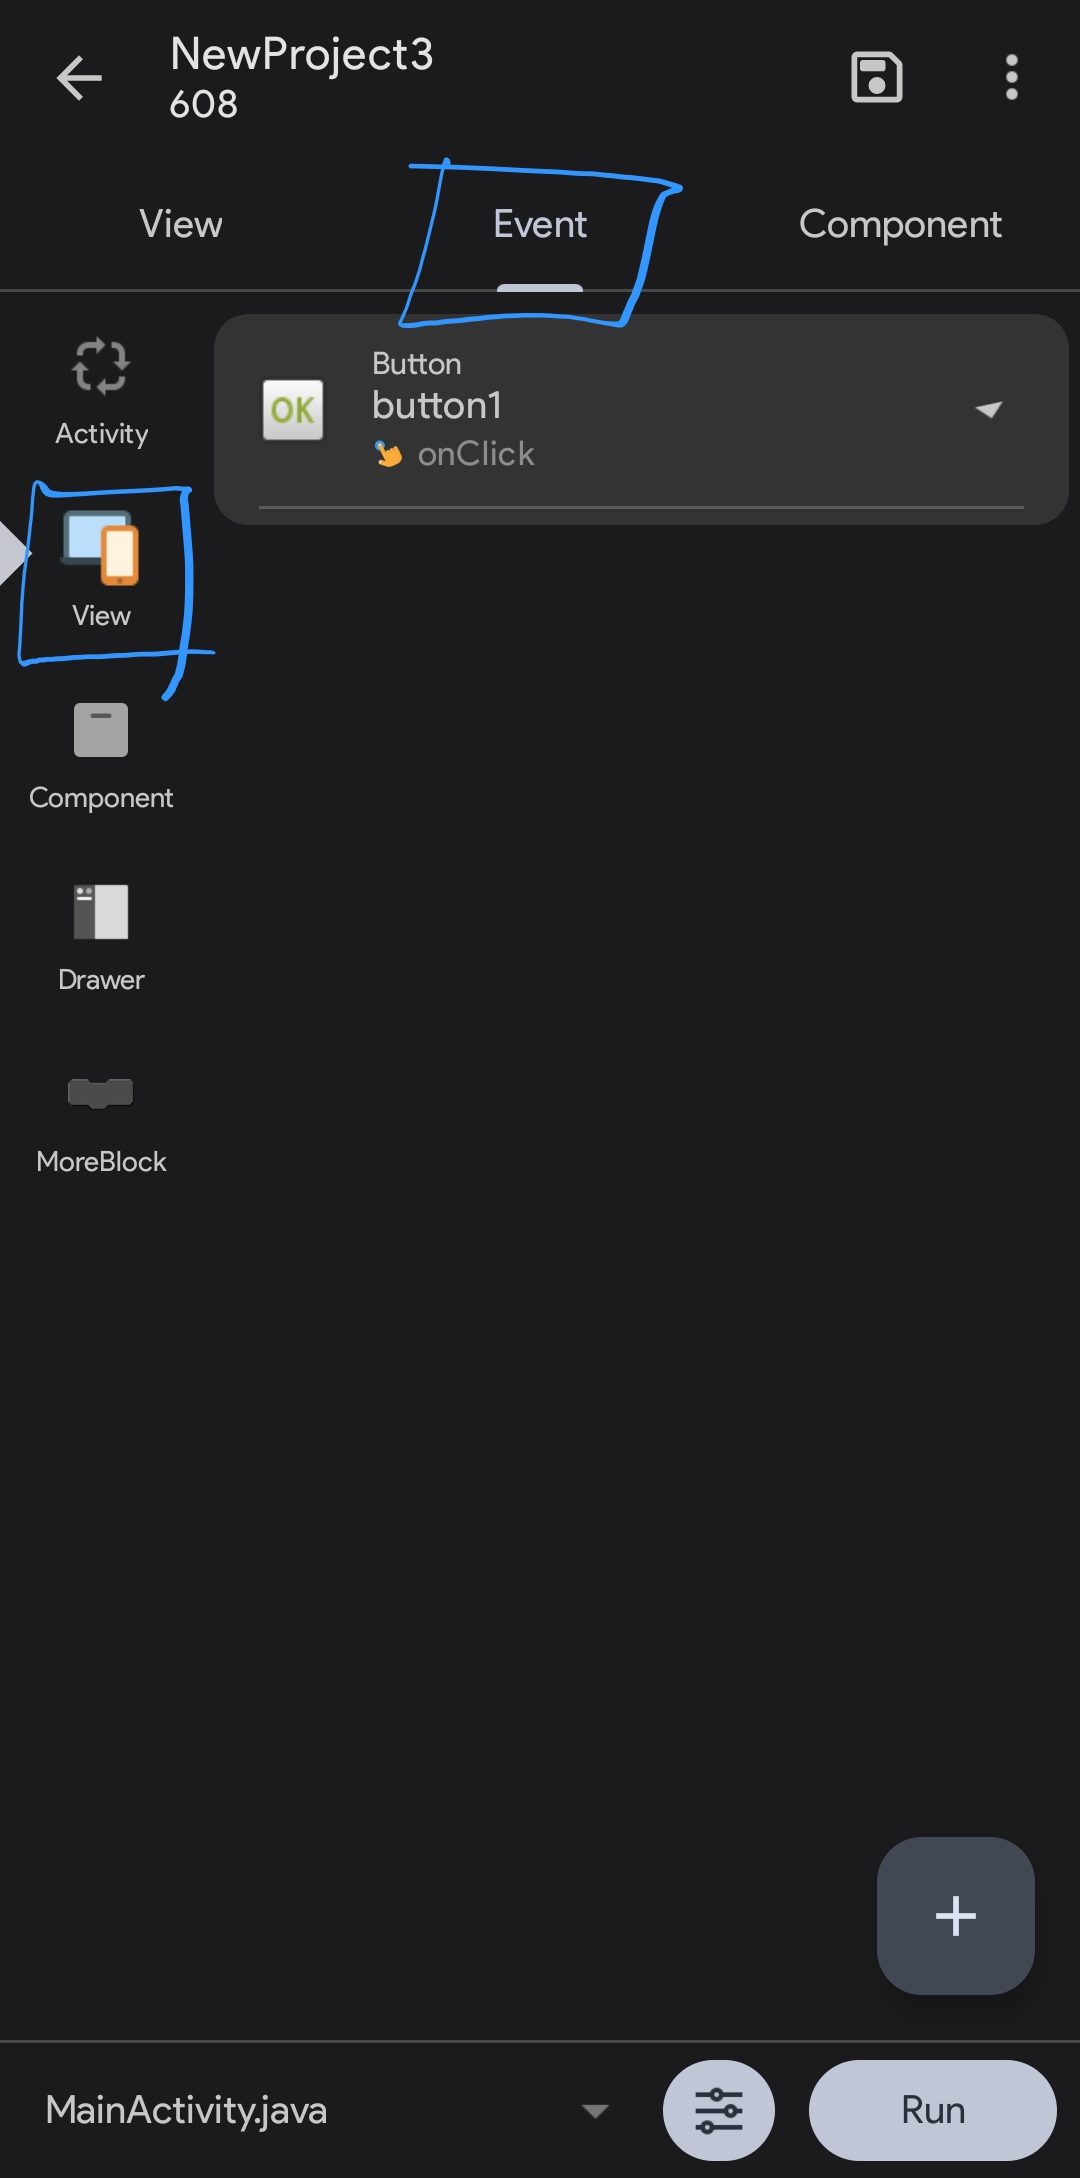 NewProject3
608
View
Event
Component
Activity
View
Component
Drawer
MoreBlock
OK
Button
button1
onClick
MainActivity.java
Run